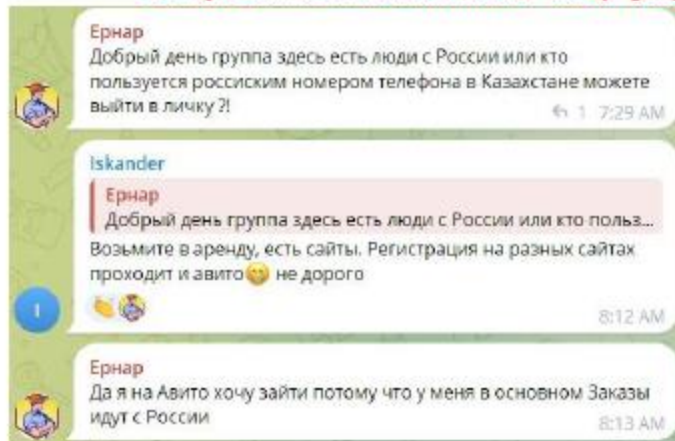 Ернар
Добрый день группа здесь есть люди с России или кто
пользуется россиским номером телефона в Казахстане можете
выйти в личку ?!
1 7:29 AM
Iskander
Ернар
Добрый день группа здесь есть люди с России или кто польз...
Возьмите в аренду, есть сайты. Регистрация на разных сайтах
проходит и авито😁 не дорого
I
👏
8:12 AM
Ернар
Да я на Авито хочу зайти потому что у меня в основном Заказы
идут с России
8:13 AM